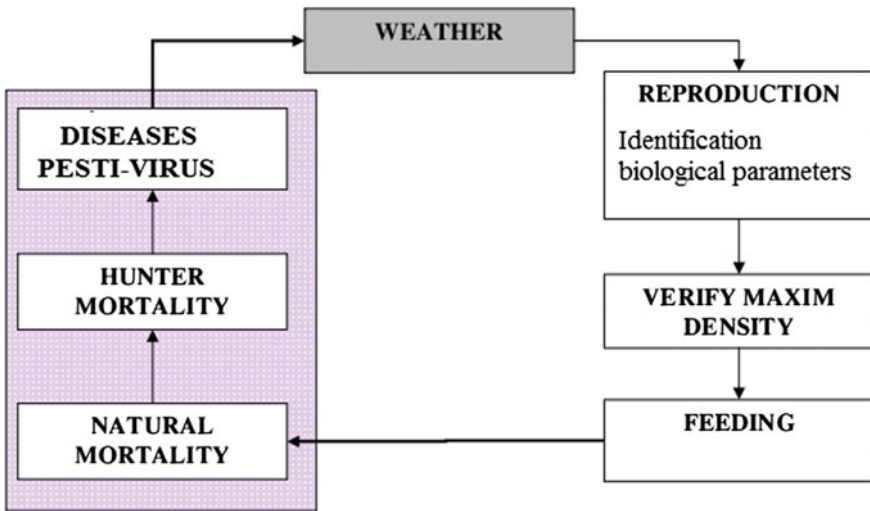 WEATHER
REPRODUCTION
Identification
biological parameters
VERIFY MAXIM
DENSITY
FEEDING
NATURAL
MORTALITY
HUNTER
MORTALITY
DISEASES
PESTI-VIRUS